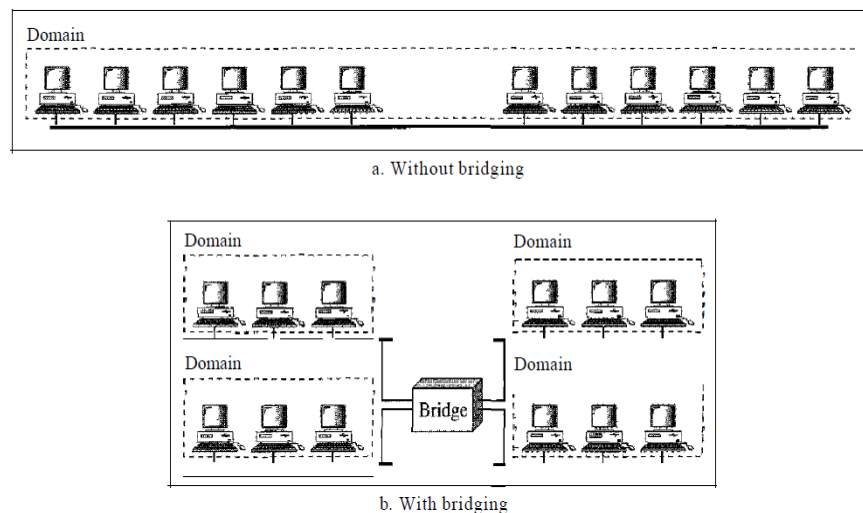 Domain
a. Without bridging
Domain
Domain
Domain
Domain
Bridge
b. With bridging